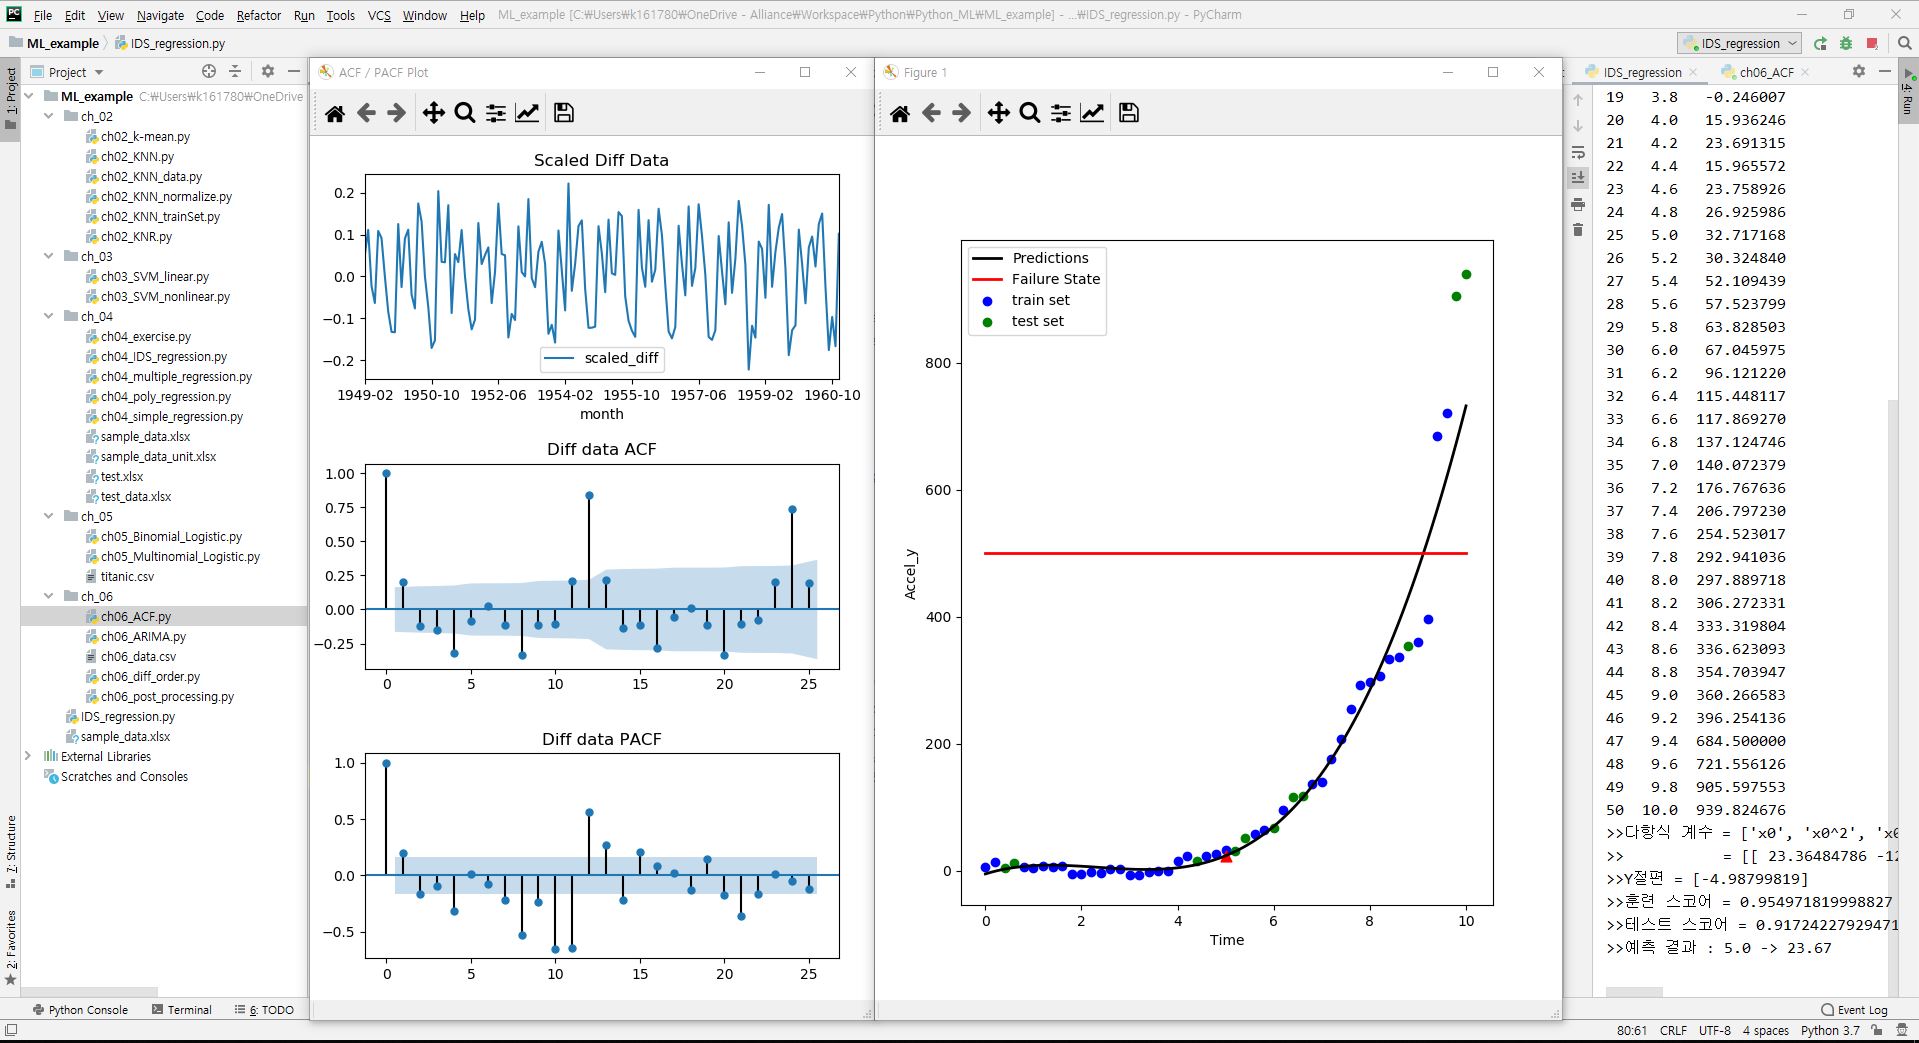 File Edit View Navigate Code Refactor Run Tools VCS Window Help ML_example [C:₩Users₩k161780₩OneDrive - Alliance₩Workspace₩Python₩Python_ML₩ML_example] - ...₩IDS_regression.py - PyCharm
ML_example IDS_regression.py
IDS_regression
1: Project
Project
ML_example C:₩Users₩k161780₩OneDrive
ch_02
ch02_k-mean.py
ch02_KNN.py
ch02_KNN_data.py
ch02_KNN_normalize.py
ch02_KNN_trainSet.py
ch02_KNR.py
ch_03
ch03_SVM_linear.py
ch03_SVM_nonlinear.py
ch_04
ch04_exercise.py
ch04_IDS_regression.py
ch04_multiple_regression.py
ch04_poly_regression.py
ch04_simple_regression.py
sample_data.xlsx
sample_data_unit.xlsx
test.xlsx
test_data.xlsx
ch_05
ch05_Binomial_Logistic.py
ch05_Multinomial_Logistic.py
titanic.csv
ch_06
ch06_ACF.py
ch06_ARIMA.py
ch06_data.csv
ch06_diff_order.py
ch06_post_processing.py
IDS_regression.py
sample_data.xlsx
External Libraries
Scratches and Consoles
7: Structure
2: Favorites
ACF / PACF Plot
Scaled Diff Data
0.2
0.1
0.0
−0.1
−0.2
scaled_diff
1949-02 1950-10 1952-06 1954-02 1955-10 1957-06 1959-02 1960-10
month
Diff data ACF
1.00
0.75
0.50
0.25
0.00
−0.25
0 5 10 15 20 25
Diff data PACF
1.0
0.5
0.0
−0.5
0 5 10 15 20 25
Figure 1
Predictions
Failure State
train set
test set
800
600
400
200
0
Accel_y
0 2 4 6 8 10
Time
IDS_regression ch06_ACF
4: Run
19 3.8 -0.246007
20 4.0 15.936246
21 4.2 23.691315
22 4.4 15.965572
23 4.6 23.758926
24 4.8 26.925986
25 5.0 32.717168
26 5.2 30.324840
27 5.4 52.109439
28 5.6 57.523799
29 5.8 63.828503
30 6.0 67.045975
31 6.2 96.121220
32 6.4 115.448117
33 6.6 117.869270
34 6.8 137.124746
35 7.0 140.072379
36 7.2 176.767636
37 7.4 206.797230
38 7.6 254.523017
39 7.8 292.941036
40 8.0 297.889718
41 8.2 306.272331
42 8.4 333.319804
43 8.6 336.623093
44 8.8 354.703947
45 9.0 360.266583
46 9.2 396.254136
47 9.4 684.500000
48 9.6 721.556126
49 9.8 905.597553
50 10.0 939.824676
>>다항식 계수 = ['x0', 'x0^2', 'x0
>> = [[ 23.36484786 -12
>>Y절편 = [-4.98799819]
>>훈련 스코어 = 0.954971819998827
>>테스트 스코어 = 0.91724227929471
>>예측 결과 : 5.0 -> 23.67
Python Console Terminal 6: TODO Event Log
80:61 CRLF UTF-8 4 spaces Python 3.7